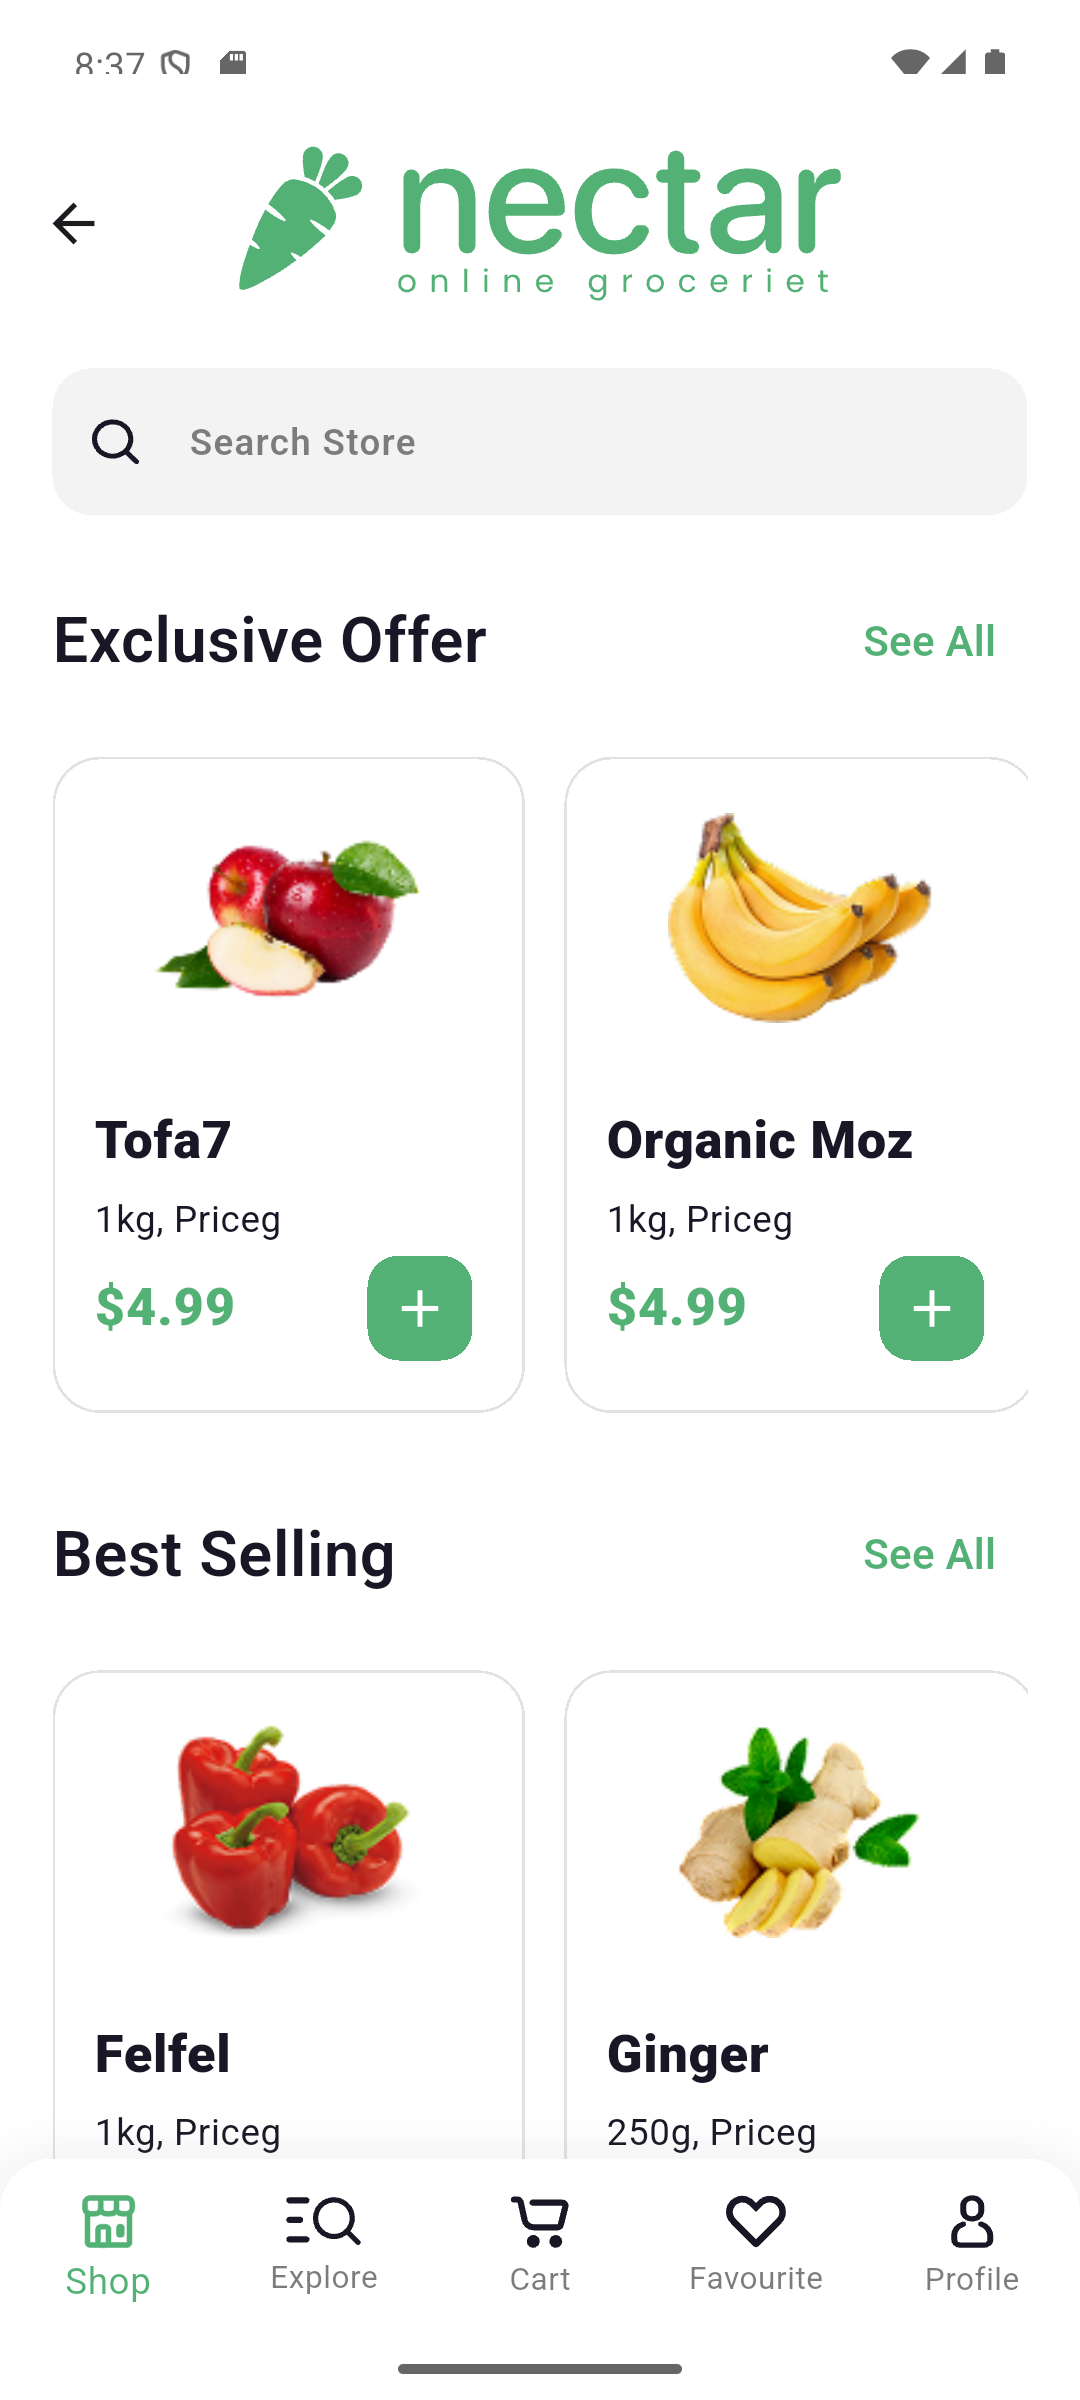 8:37
nectar
online groceriet
Search Store
Exclusive Offer
See All
Tofa7
Organic Moz
1kg, Priceg
1kg, Priceg
$4.99
$4.99
Best Selling
See All
Felfel
Ginger
1kg, Priceg
250g, Priceg
Shop
Explore
Cart
Favourite
Profile